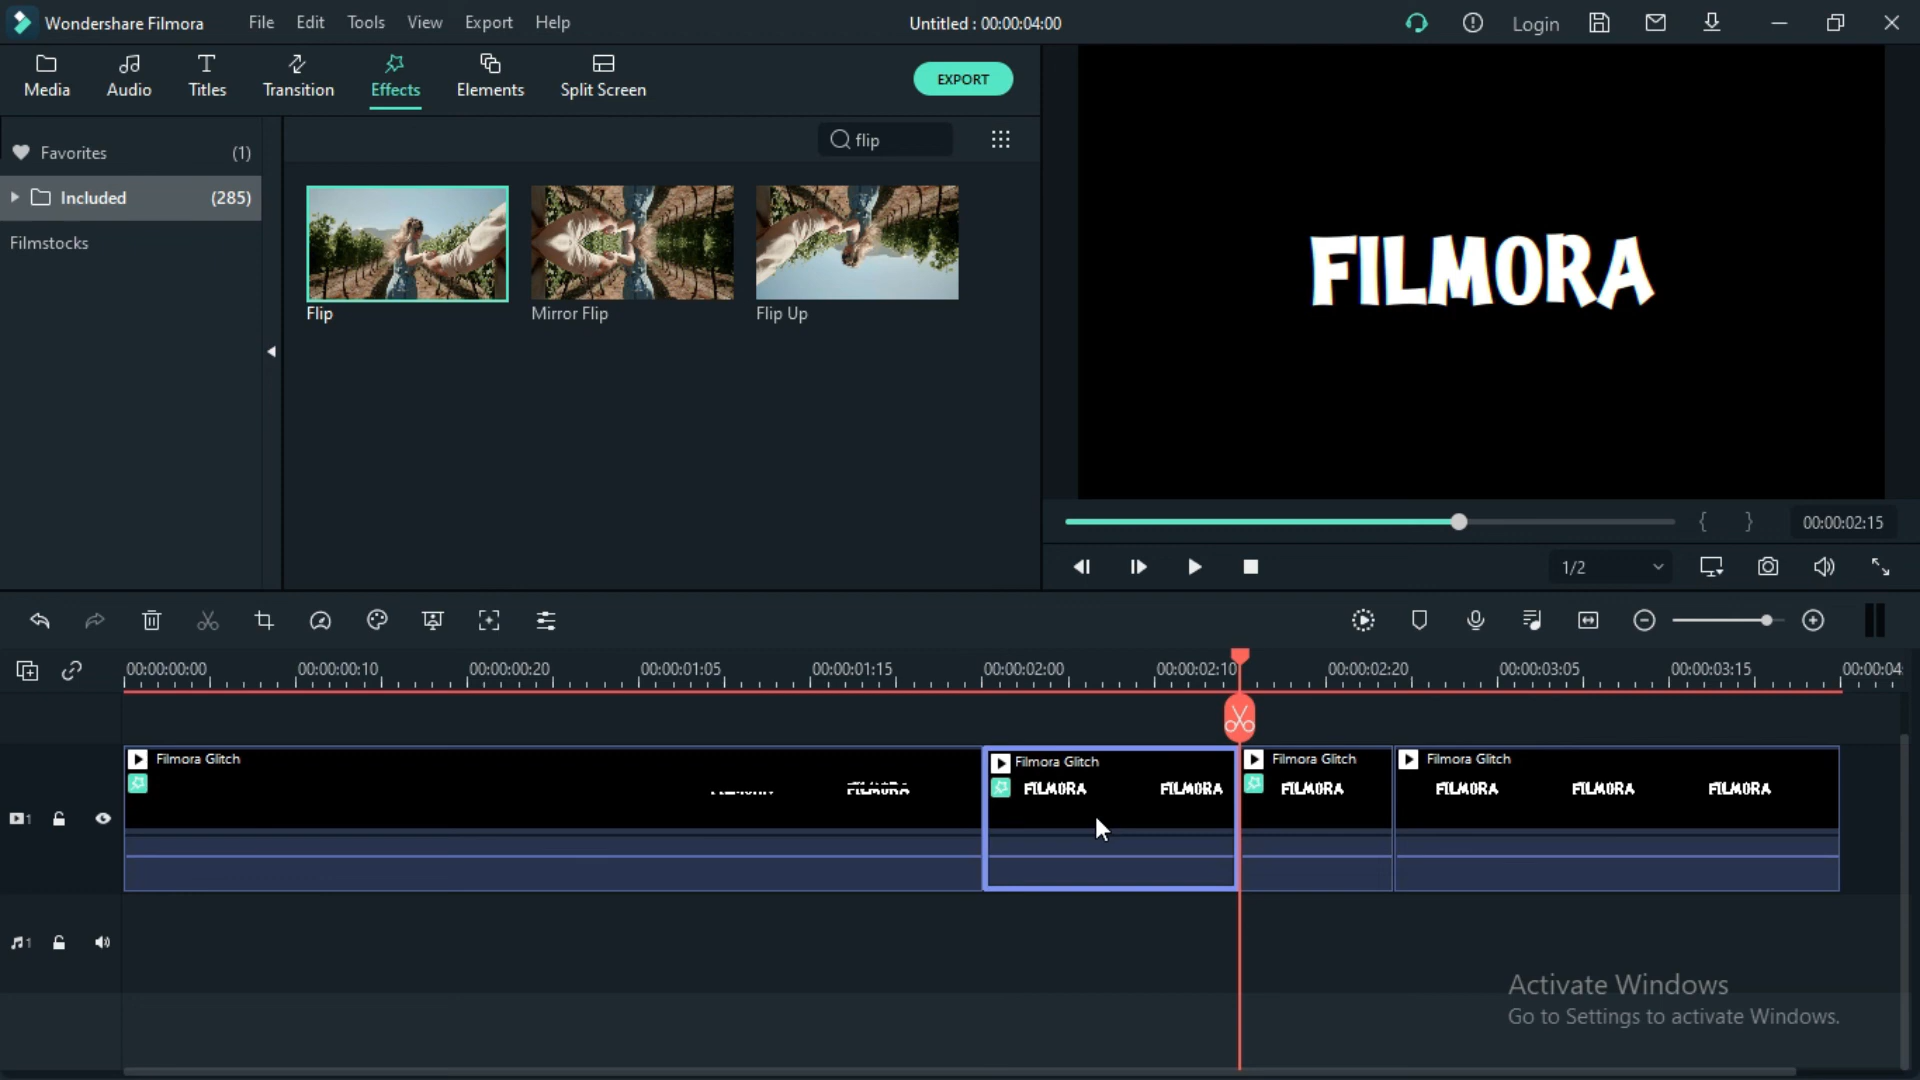 Wondershare Filmora File Edit Tools View Export Help Untitled : 00:00:04:00 Login
Media Audio Titles Transition Effects Elements Split Screen EXPORT
Favorites (1) flip
Included (285)
Filmstocks
Flip Mirror Flip Flip Up
FILMORA
00:00:02:15
1/2
00:00:00:00 00:00:00:10 00:00:00:20 00:00:01:05 00:00:01:15 00:00:02:00 00:00:02:10 00:00:02:20 00:00:03:05 00:00:03:15 00:00:04
Filmora Glitch Filmora Glitch Filmora Glitch Filmora Glitch
FILMORA FILMORA FILMORA FILMORA FILMORA FILMORA FILMORA
1
1
Activate Windows
Go to Settings to activate Windows.